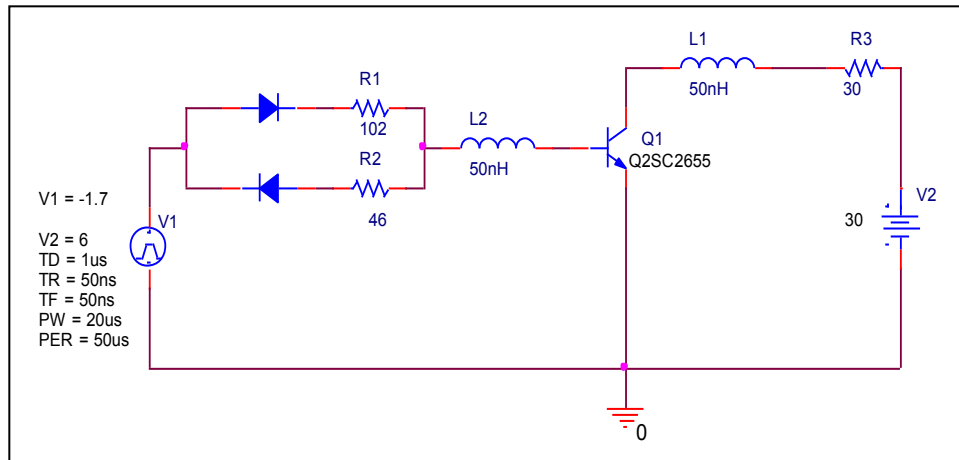 L1
R3
50nH
30
R1
102
L2
50nH
Q1
Q2SC2655
R2
46
V1 = -1.7
V1
V2 = 6
TD = 1us
TR = 50ns
TF = 50ns
PW = 20us
PER = 50us
V2
30
0